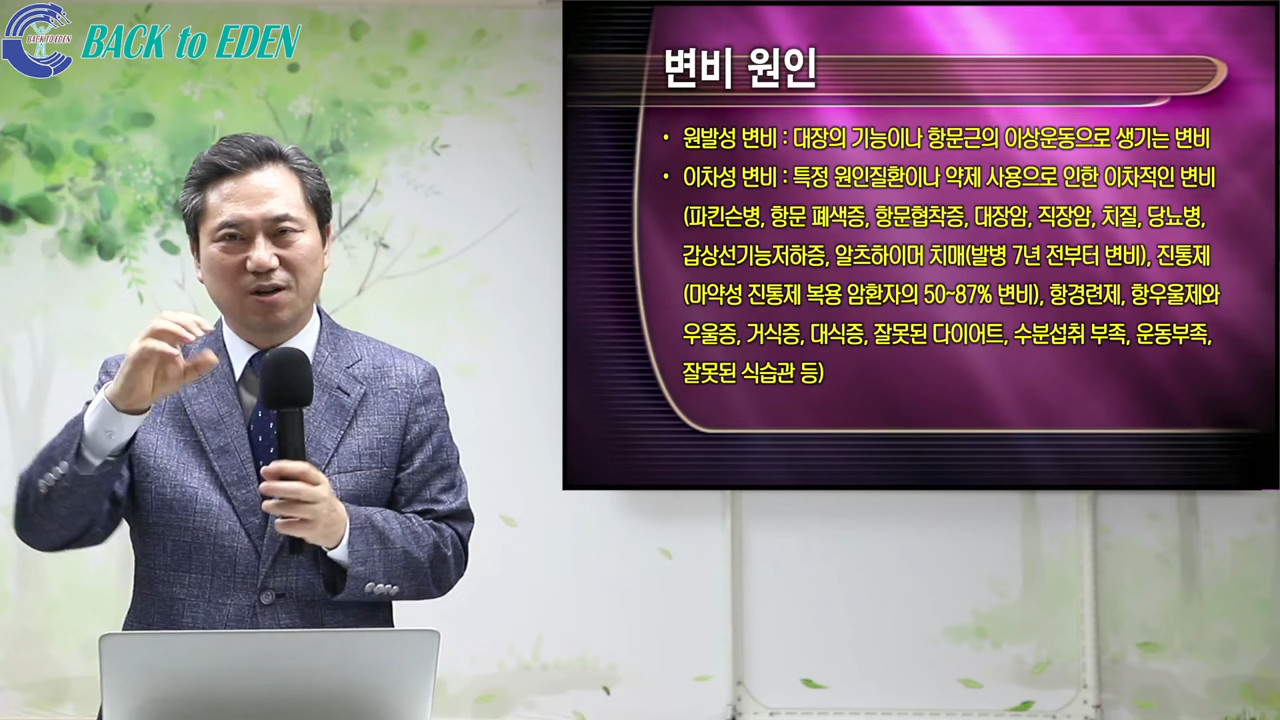 BACK to EDEN
BACK TO EDEN
변비 원인
• 원발성 변비 : 대장의 기능이나 항문근의 이상운동으로 생기는 변비
• 이차성 변비 : 특정 원인질환이나 약제 사용으로 인한 이차적인 변비
(파킨슨병, 항문 폐색증, 항문협착증, 대장암, 직장암, 치질, 당뇨병,
갑상선기능저하증, 알츠하이머 치매(발병 7년 전부터 변비), 진통제
(마약성 진통제 복용 암환자의 50~87% 변비), 항경련제, 항우울제와
우울증, 거식증, 대식증, 잘못된 다이어트, 수분섭취 부족, 운동부족,
잘못된 식습관 등)